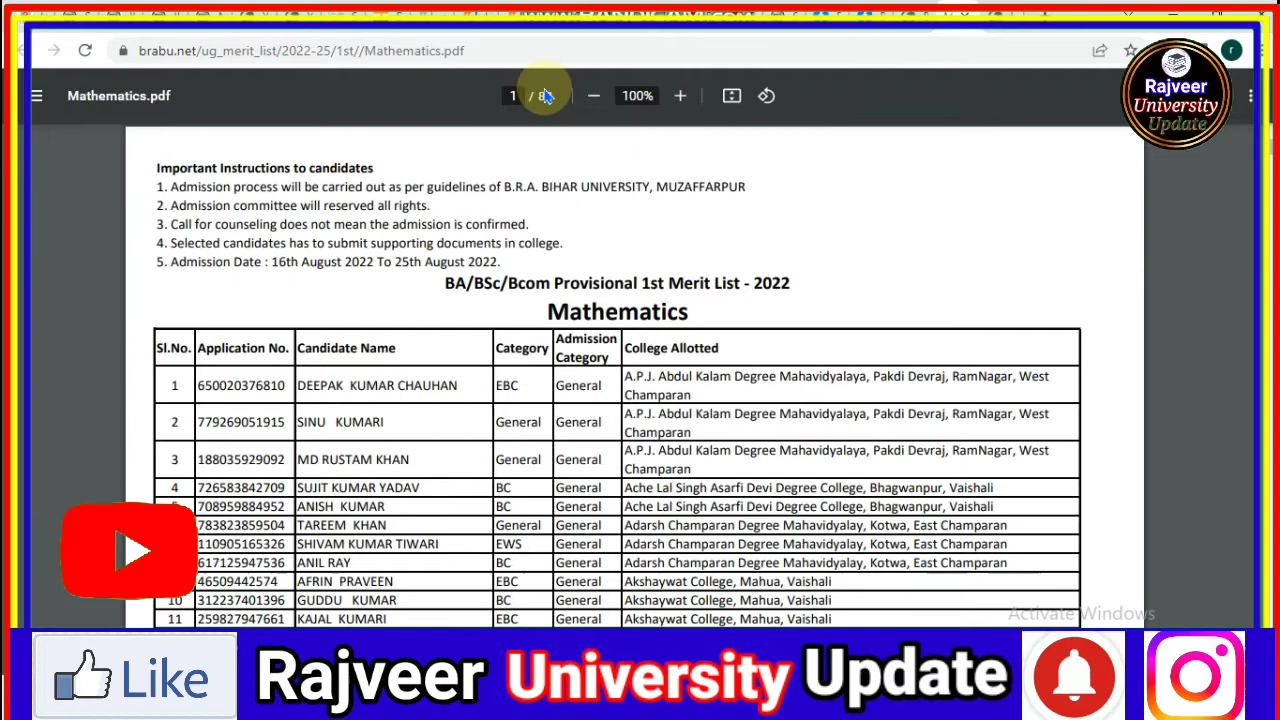 brabu.net/ug_merit_list/2022-25/1st//Mathematics.pdf
r
Mathematics.pdf
1 / 8
100%
Rajveer
University
Update
Important Instructions to candidates
1. Admission process will be carried out as per guidelines of B.R.A. BIHAR UNIVERSITY, MUZAFFARPUR
2. Admission committee will reserved all rights.
3. Call for counseling does not mean the admission is confirmed.
4. Selected candidates has to submit supporting documents in college.
5. Admission Date : 16th August 2022 To 25th August 2022.
BA/BSc/Bcom Provisional 1st Merit List - 2022
Mathematics
Sl.No. Application No. Candidate Name Category Admission Category College Allotted
1 650020376810 DEEPAK KUMAR CHAUHAN EBC General A.P.J. Abdul Kalam Degree Mahavidyalaya, Pakdi Devraj, RamNagar, West
Champaran
2 779269051915 SINU KUMARI General General A.P.J. Abdul Kalam Degree Mahavidyalaya, Pakdi Devraj, RamNagar, West
Champaran
3 188035929092 MD RUSTAM KHAN General General A.P.J. Abdul Kalam Degree Mahavidyalaya, Pakdi Devraj, RamNagar, West
Champaran
4 726583842709 SUJIT KUMAR YADAV BC General Ache Lal Singh Asarfi Devi Degree College, Bhagwanpur, Vaishali
708959884952 ANISH KUMAR BC General Ache Lal Singh Asarfi Devi Degree College, Bhagwanpur, Vaishali
783823859504 TAREEM KHAN General General Adarsh Champaran Degree Mahavidyalay, Kotwa, East Champaran
110905165326 SHIVAM KUMAR TIWARI EWS General Adarsh Champaran Degree Mahavidyalay, Kotwa, East Champaran
617125947536 ANIL RAY BC General Adarsh Champaran Degree Mahavidyalay, Kotwa, East Champaran
46509442574 AFRIN PRAVEEN EBC General Akshaywat College, Mahua, Vaishali
10 312237401396 GUDDU KUMAR BC General Akshaywat College, Mahua, Vaishali
11 259827947661 KAJAL KUMARI EBC General Akshaywat College, Mahua, Vaishali
Activate Windows
Like
Rajveer University Update